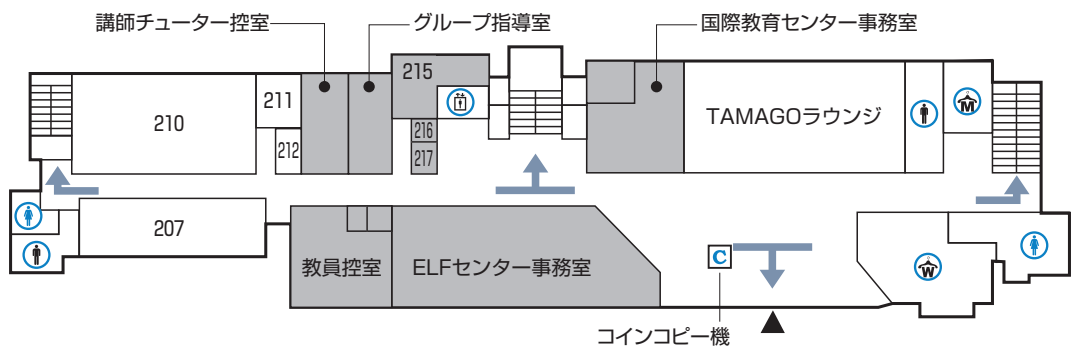 講師チューター控室
グループ指導室
国際教育センター事務室
215
211
210
TAMAGOラウンジ
M
216
212
217
207
教員控室
ELFセンター事務室
C
W
コインコピー機